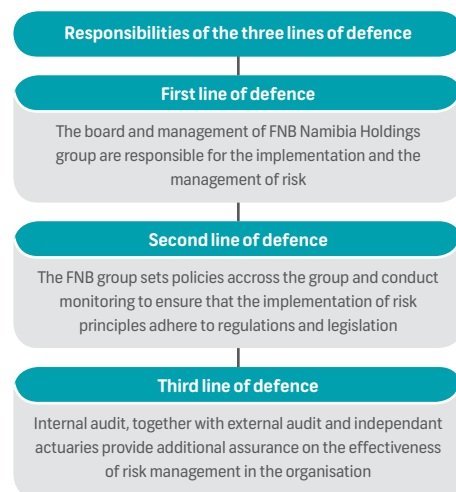 Responsibilities of the three lines of defence
First line of defence
The board and management of FNB Namibia Holdings
group are responsible for the implementation and the
management of risk
Second line of defence
The FNB group sets policies accross the group and conduct
monitoring to ensure that the implementation of risk
principles adhere to regulations and legislation
Third line of defence
Internal audit, together with external audit and independant
actuaries provide additional assurance on the effectiveness
of risk management in the organisation